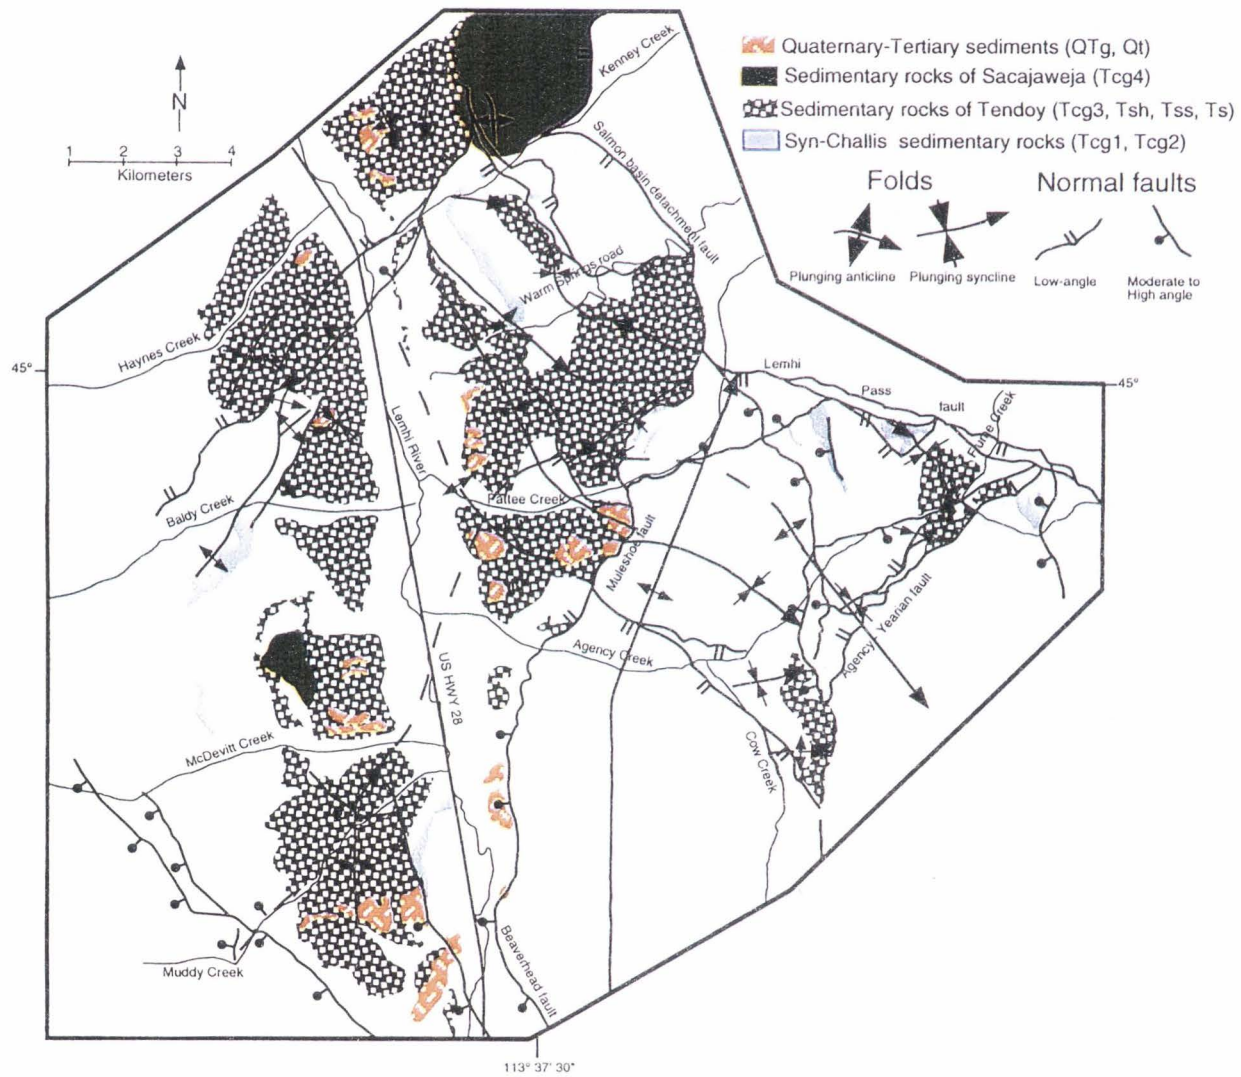 Quaternary-Tertiary sediments (QTg, Qt)
Sedimentary rocks of Sacajaweja (Tcg4)
Sedimentary rocks of Tendoy (Tcg3, Tsh, Tss, Ts)
Syn-Challis sedimentary rocks (Tcg1, Tcg2)
Folds
Normal faults
Plunging anticline
Plunging syncline
Low-angle
Moderate to
High angle
N
1 2 3 4
Kilometers
Kenney Creek
Salmon basin detachment fault
Warm Springs road
Haynes Creek
45°
Lemhi Pass fault
45°
Flume Creek
Lemhi River
Baldy Creek
Pattee Creek
Muleshoe fault
Agency Creek
Agency - Yearian fault
US HWY 28
McDevitt Creek
Cow Creek
Beaverhead fault
Muddy Creek
113° 37' 30"